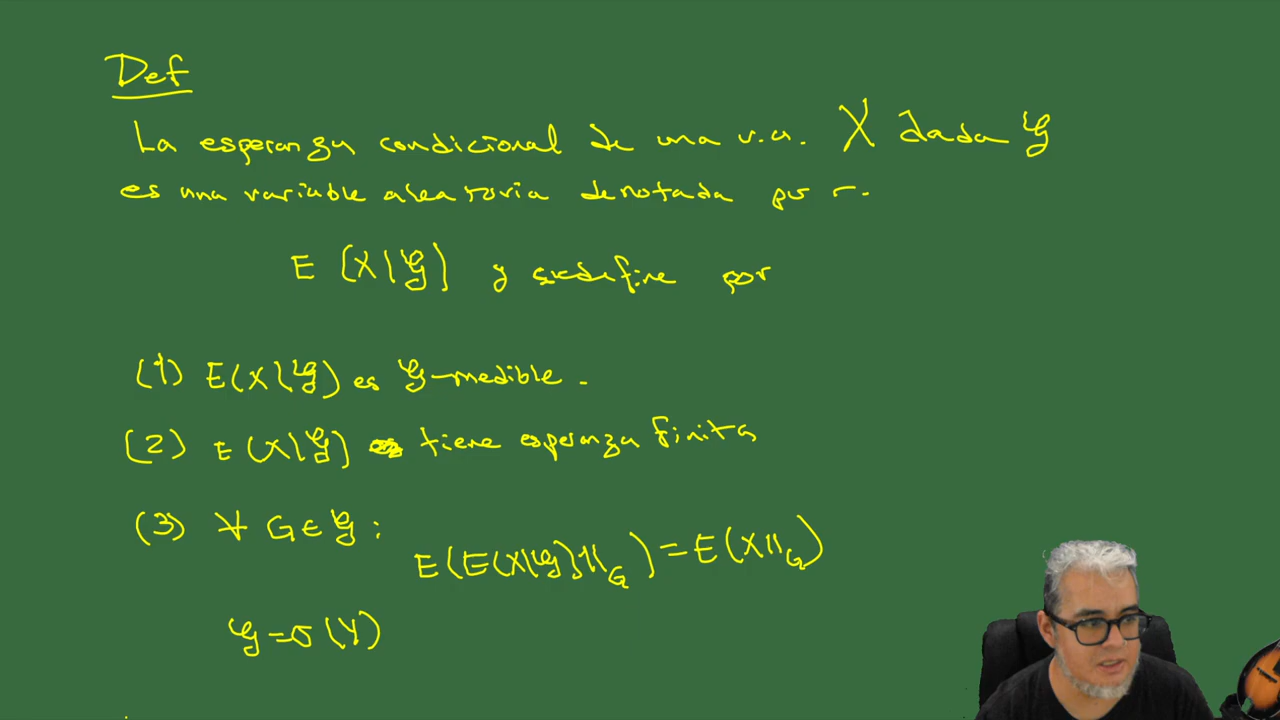 Def
La esperanza condicional de una v.a. X dada 𝒢
es una variable aleatoria denotada por
E [X|𝒢] y se define por
(1) E(X|𝒢) es 𝒢-medible.
(2) E(X|𝒢) tiene esperanza finita
(3) ∀ G ∈ 𝒢 :
E(E(X|𝒢)𝟙_G) = E(X𝟙_G)
𝒢 = σ(Y)